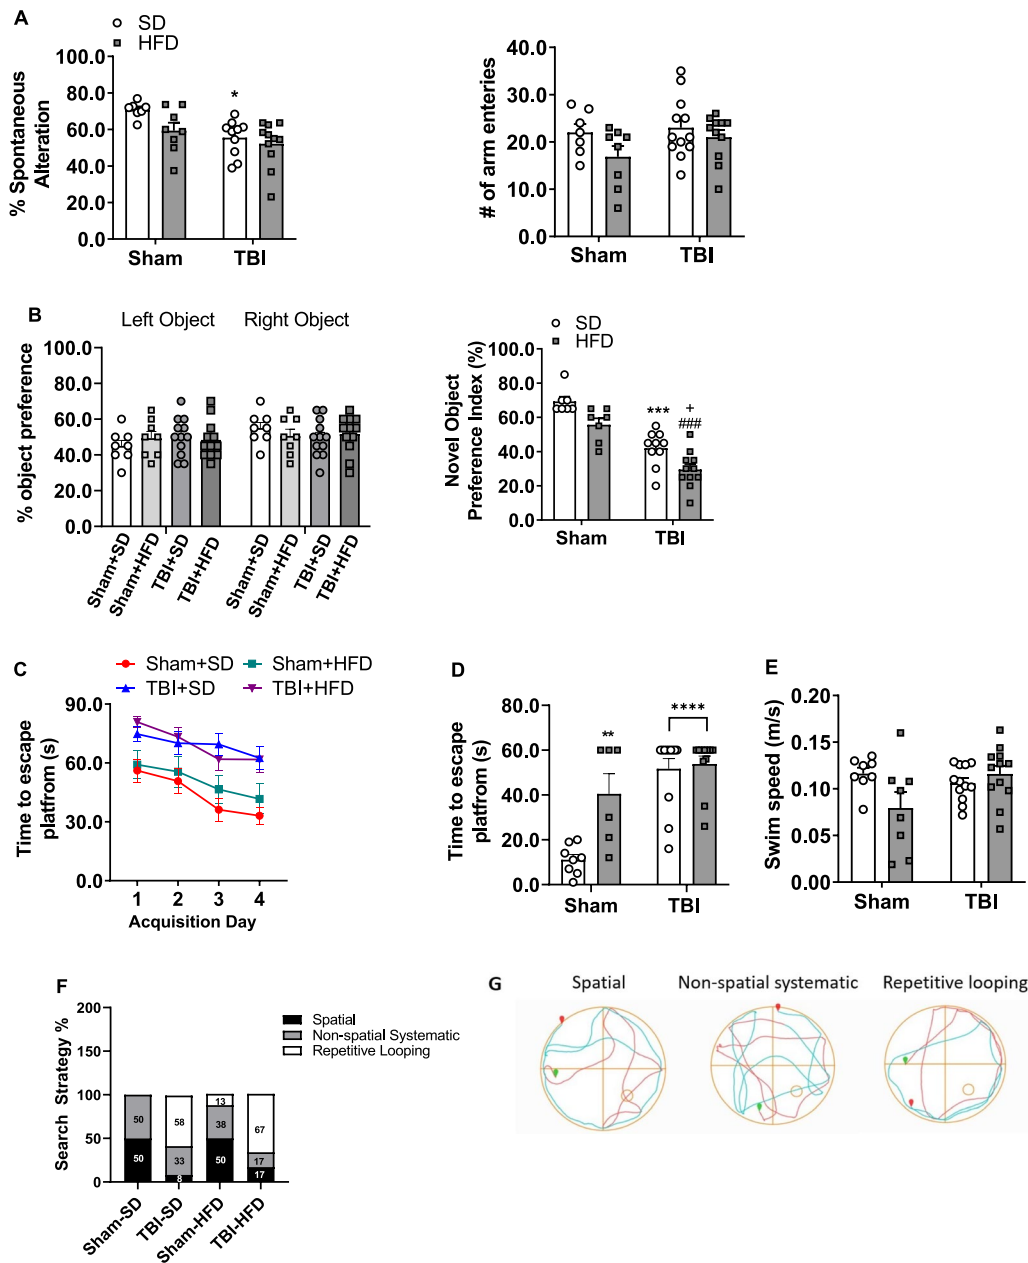 A
SD
HFD
% Spontaneous
Alteration
100.0
80.0
60.0
40.0
20.0
0.0
*
Sham
TBI
# of arm enteries
40.0
30.0
20.0
10.0
0.0
Sham
TBI
B
Left Object
Right Object
% object preference
100.0
80.0
60.0
40.0
20.0
0.0
Sham+SD
Sham+HFD
TBI+SD
TBI+HFD
Sham+SD
Sham+HFD
TBI+SD
TBI+HFD
SD
HFD
Novel Object
Preference Index (%)
100.0
80.0
60.0
40.0
20.0
0.0
***
+
###
Sham
TBI
C
Sham+SD
Sham+HFD
TBI+SD
TBI+HFD
Time to escape
platfrom (s)
90.0
60.0
30.0
0.0
1 2 3 4
Acquisition Day
D
Time to escape
platfrom (s)
80.0
60.0
40.0
20.0
0.0
**
****
Sham
TBI
E
Swim speed (m/s)
0.20
0.15
0.10
0.05
0.00
Sham
TBI
F
Search Strategy %
200
150
100
50
0
Spatial
Non-spatial Systematic
Repetitive Looping
50
50
58
33
8
13
38
50
67
17
17
Sham-SD
TBI-SD
Sham-HFD
TBI-HFD
G
Spatial
Non-spatial systematic
Repetitive looping